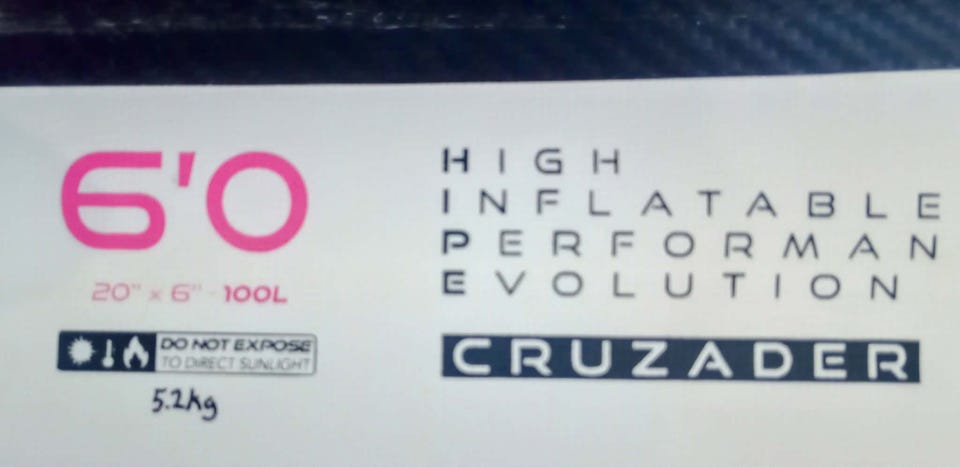 6'0
20" x 6" - 100L
DO NOT EXPOSE
TO DIRECT SUNLIGHT
5.2kg
HIGH
INFLATABLE
PERFORMAN
EVOLUTION
CRUZADER